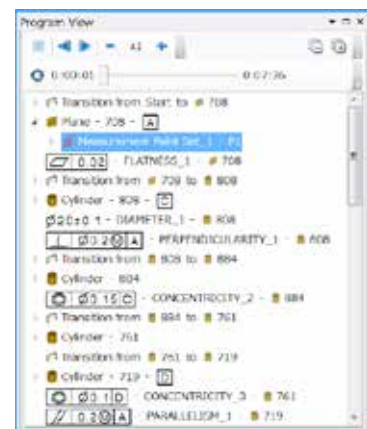 Program View
x1
0:00:01 0:07:36
Transition from Start to 708
Plane - 708 - A
Measurement Point Set_1 - P1
0.02 - FLATNESS_1 - 708
Transition from 708 to 808
Cylinder - 808 - C
Ø20±0.1 - DIAMETER_1 - 808
⊥ Ø0.2Ⓜ A - PERPENDICULARITY_1 - 808
Transition from 808 to 884
Cylinder - 884
Ø0.15 C - CONCENTRICITY_2 - 884
Transition from 884 to 761
Cylinder - 761
Transition from 761 to 719
Cylinder - 719 - D
Ø0.1 D - CONCENTRICITY_3 - 761
// 0.2Ⓜ A - PARALLELISM_1 - 719